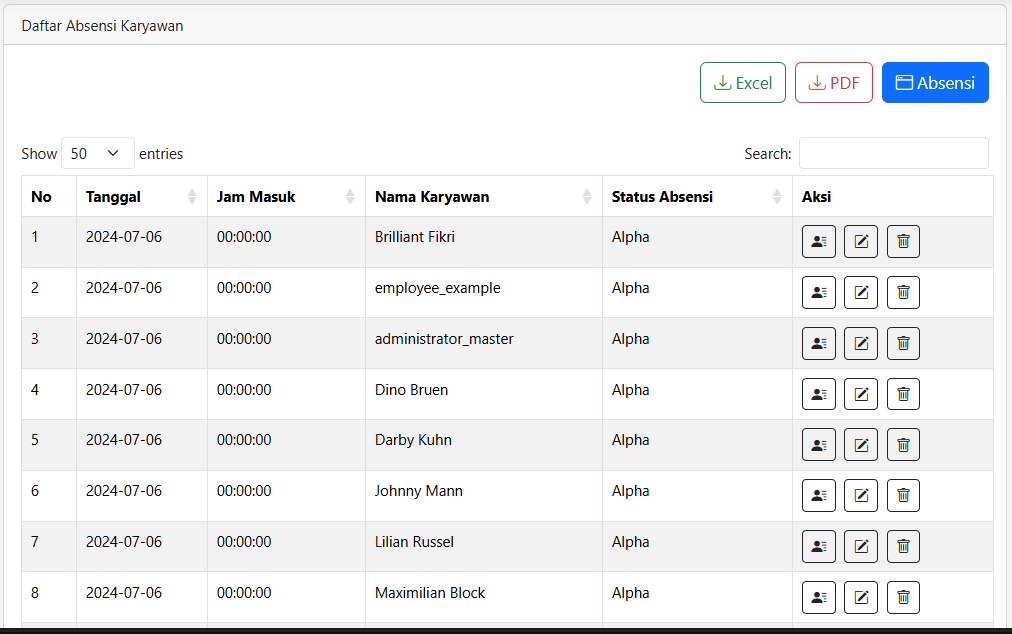 Daftar Absensi Karyawan
Excel PDF Absensi
Show 50 entries Search:
No Tanggal Jam Masuk Nama Karyawan Status Absensi Aksi
1 2024-07-06 00:00:00 Brilliant Fikri Alpha
2 2024-07-06 00:00:00 employee_example Alpha
3 2024-07-06 00:00:00 administrator_master Alpha
4 2024-07-06 00:00:00 Dino Bruen Alpha
5 2024-07-06 00:00:00 Darby Kuhn Alpha
6 2024-07-06 00:00:00 Johnny Mann Alpha
7 2024-07-06 00:00:00 Lilian Russel Alpha
8 2024-07-06 00:00:00 Maximilian Block Alpha